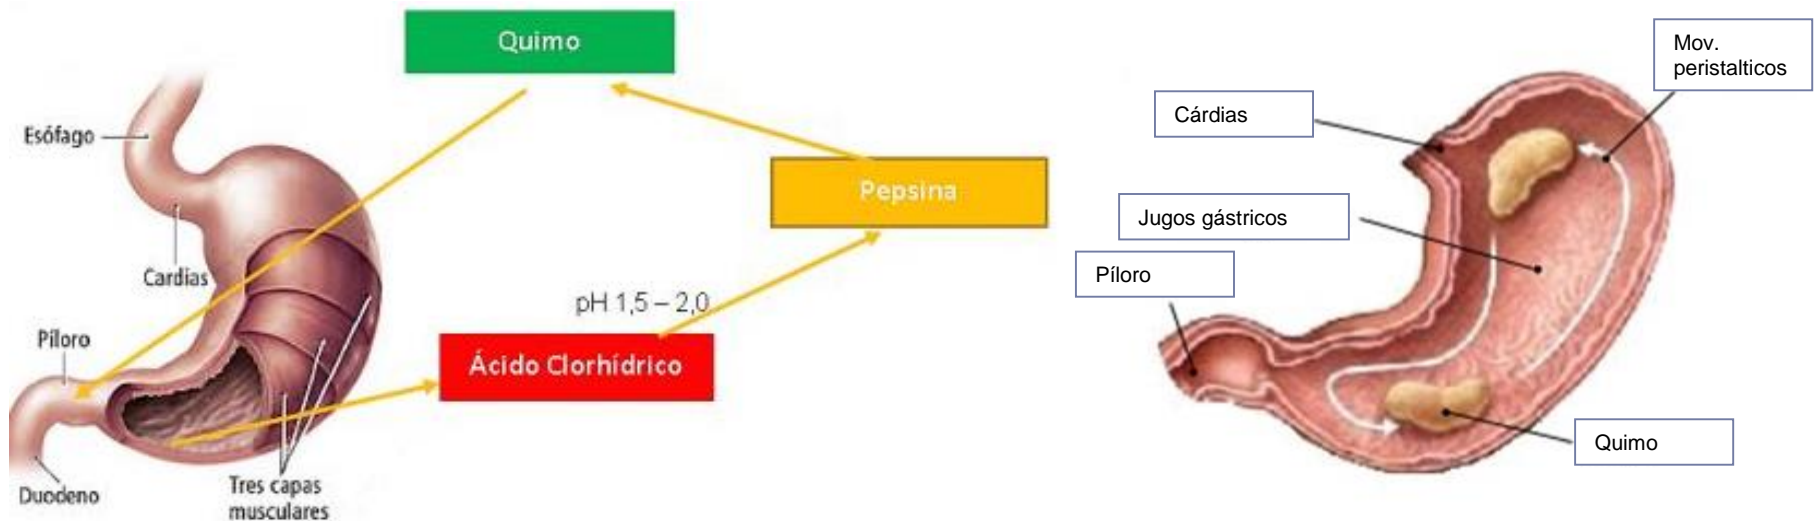 Quimo
Esófago
Pepsina
Cardias
pH 1,5 – 2,0
Píloro
Ácido Clorhídrico
Duodeno
Tres capas
musculares
Mov.
peristalticos
Cárdias
Jugos gástricos
Píloro
Quimo